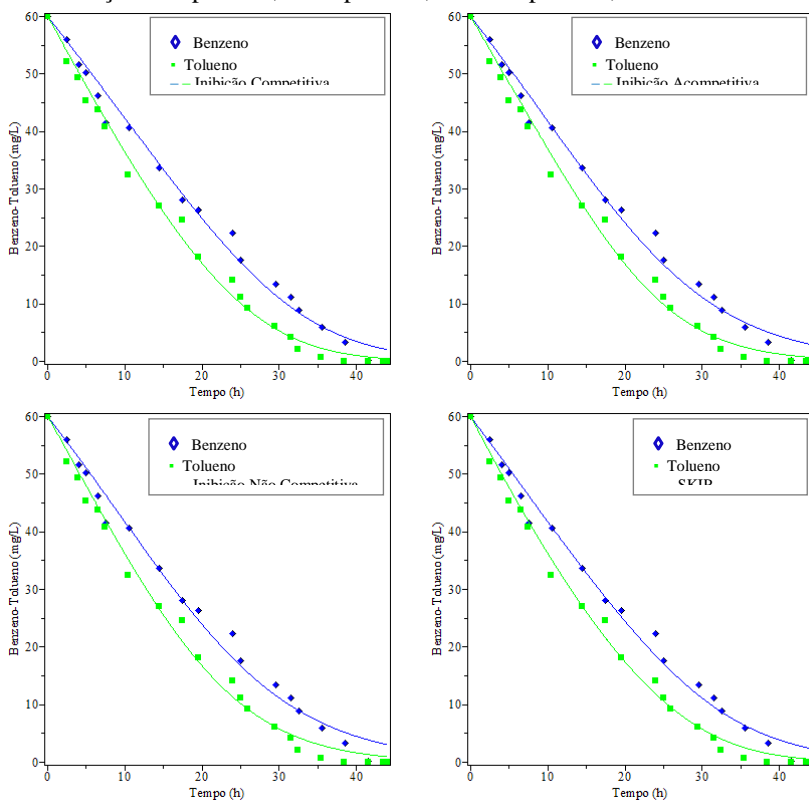 60
50
40
30
20
10
0
Benzeno-Tolueno (mg/L)
Benzeno
Tolueno
Inibição Competitiva
0 10 20 30 40
Tempo (h)
60
50
40
30
20
10
0
Benzeno-Tolueno (mg/L)
Benzeno
Tolueno
Inibição Acompetitiva
0 10 20 30 40
Tempo (h)
60
50
40
30
20
10
0
Benzeno-Tolueno (mg/L)
Benzeno
Tolueno
Inibição Não Competitiva
0 10 20 30 40
Tempo (h)
60
50
40
30
20
10
0
Benzeno-Tolueno (mg/L)
Benzeno
Tolueno
SKIP
0 10 20 30 40
Tempo (h)